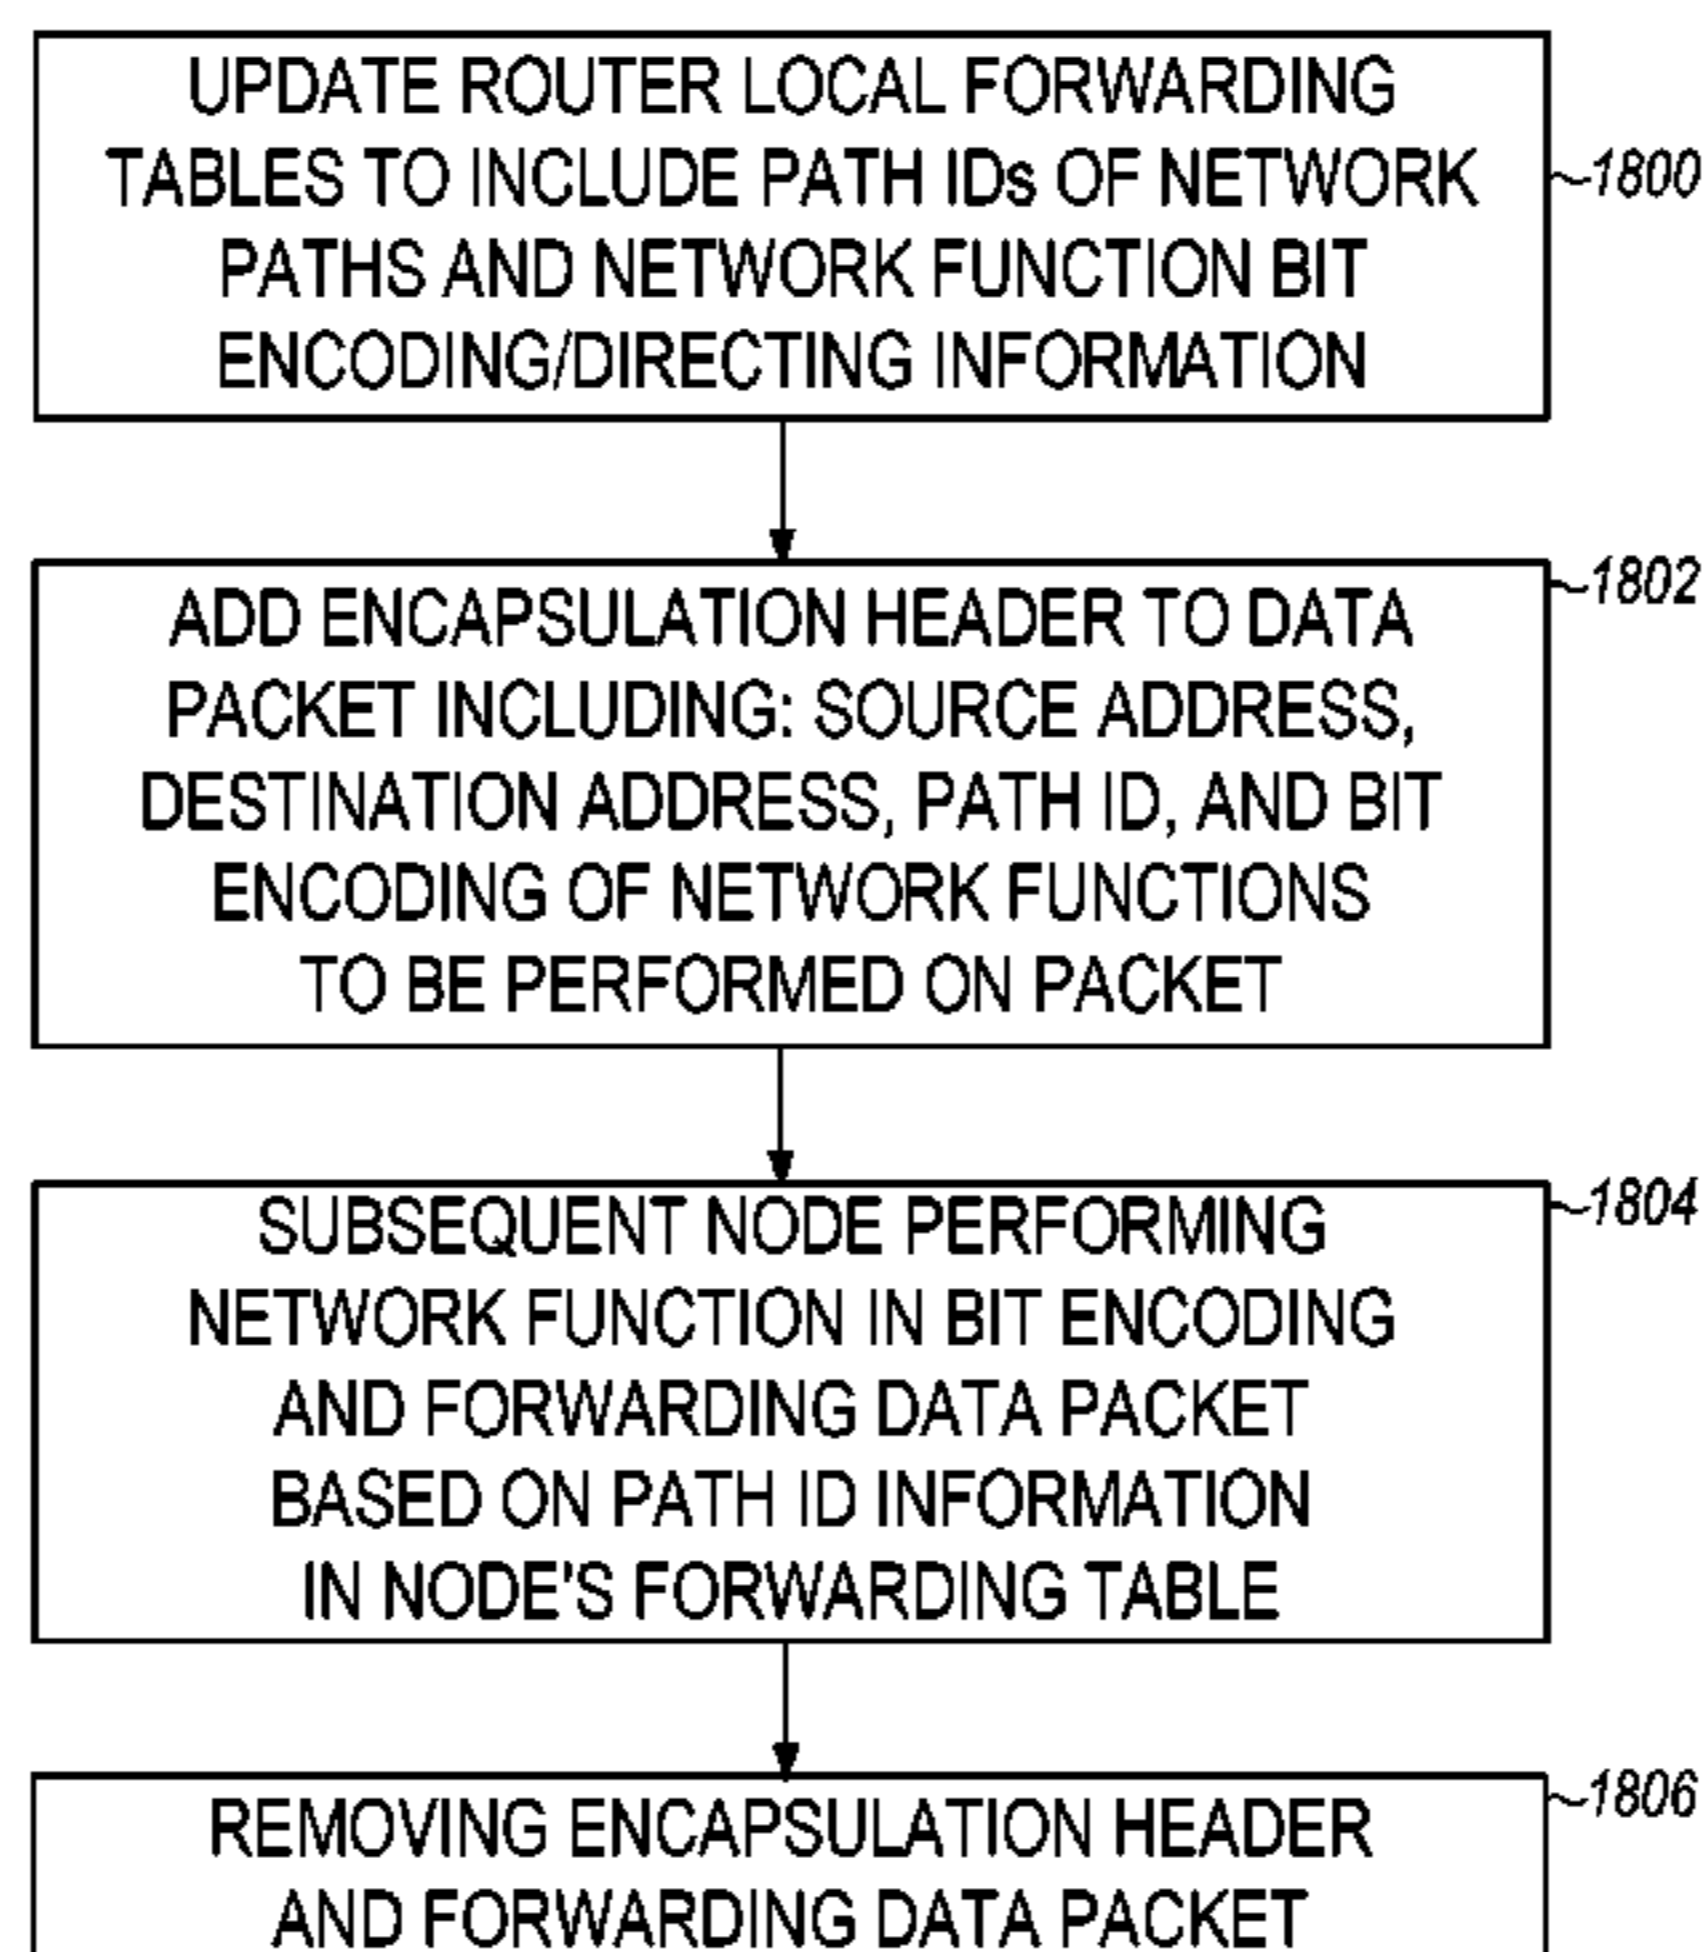 UPDATE ROUTER LOCAL FORWARDING
TABLES TO INCLUDE PATH IDs OF NETWORK
PATHS AND NETWORK FUNCTION BIT
ENCODING/DIRECTING INFORMATION
1800
ADD ENCAPSULATION HEADER TO DATA
PACKET INCLUDING: SOURCE ADDRESS,
DESTINATION ADDRESS, PATH ID, AND BIT
ENCODING OF NETWORK FUNCTIONS
TO BE PERFORMED ON PACKET
1802
SUBSEQUENT NODE PERFORMING
NETWORK FUNCTION IN BIT ENCODING
AND FORWARDING DATA PACKET
BASED ON PATH ID INFORMATION
IN NODE'S FORWARDING TABLE
1804
REMOVING ENCAPSULATION HEADER
AND FORWARDING DATA PACKET
1806